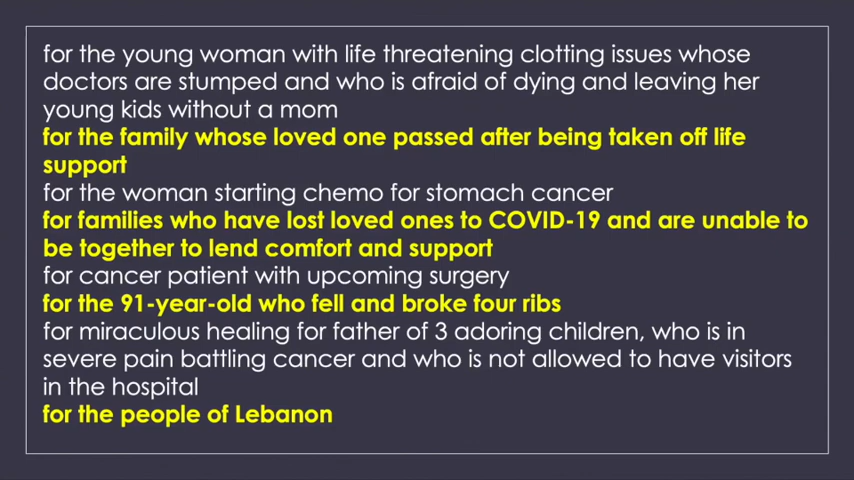 for the young woman with life threatening clotting issues whose
doctors are stumped and who is afraid of dying and leaving her
young kids without a mom
for the family whose loved one passed after being taken off life
support
for the woman starting chemo for stomach cancer
for families who have lost loved ones to COVID-19 and are unable to
be together to lend comfort and support
for cancer patient with upcoming surgery
for the 91-year-old who fell and broke four ribs
for miraculous healing for father of 3 adoring children, who is in
severe pain battling cancer and who is not allowed to have visitors
in the hospital
for the people of Lebanon